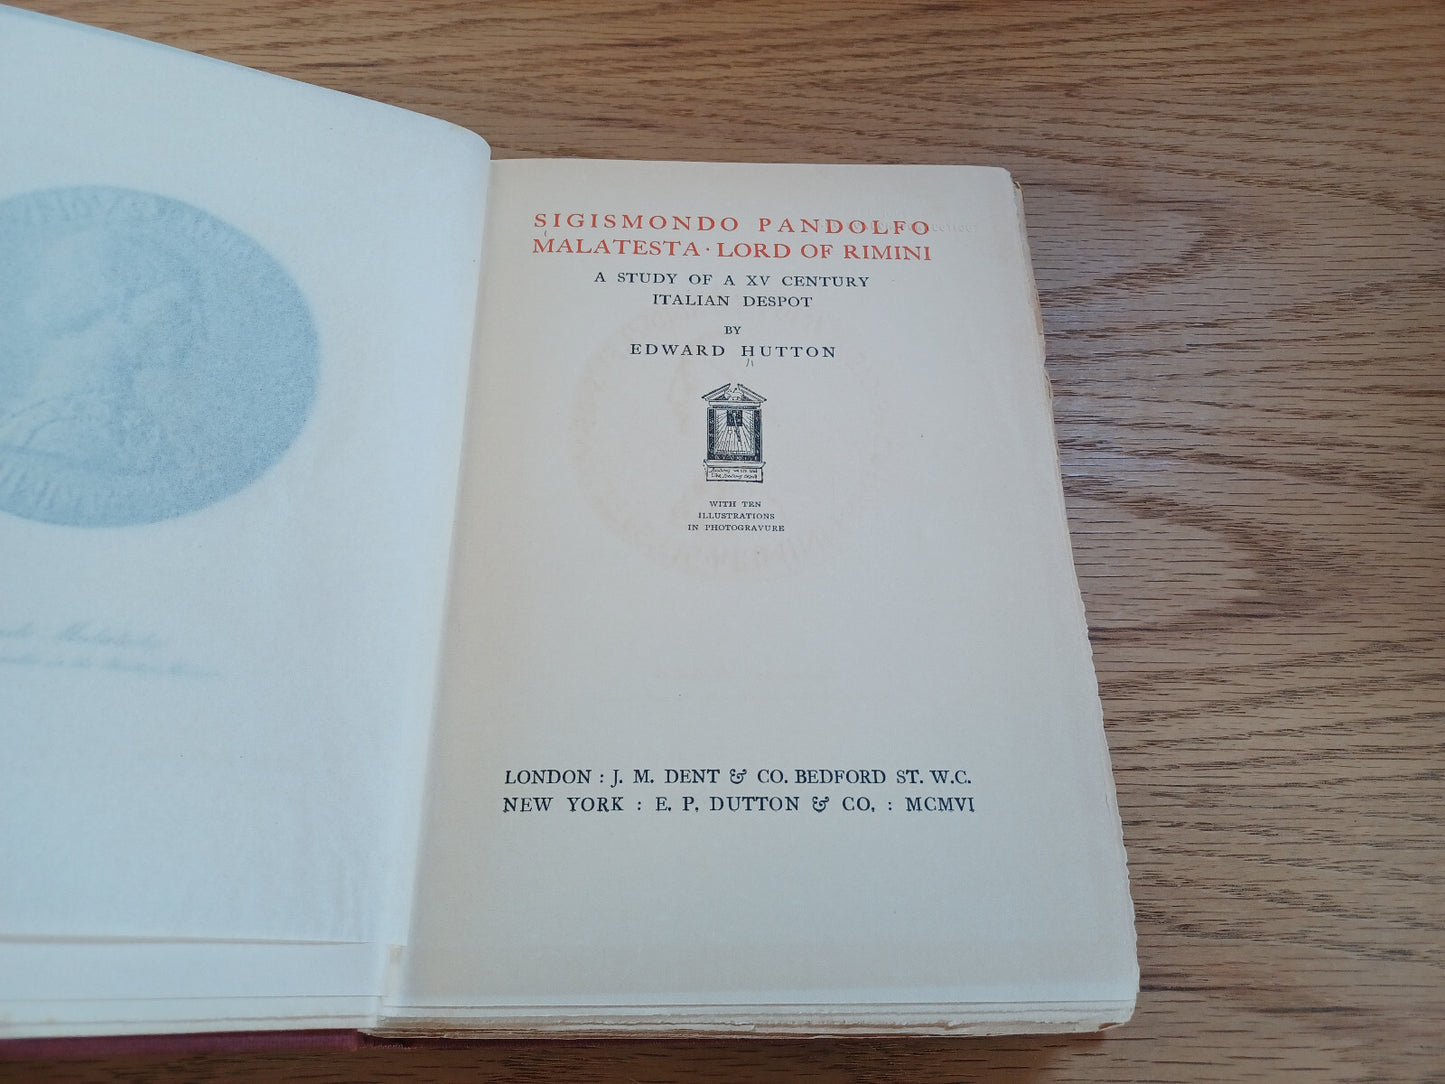 SIGISMONDO PANDOLFO
MALATESTA · LORD OF RIMINI
A STUDY OF A XV CENTURY
ITALIAN DESPOT
BY
EDWARD HUTTON
WITH TEN
ILLUSTRATIONS
IN PHOTOGRAVURE
LONDON : J. M. DENT & CO. BEDFORD ST. W.C.
NEW YORK : E. P. DUTTON & CO. : MCMVI